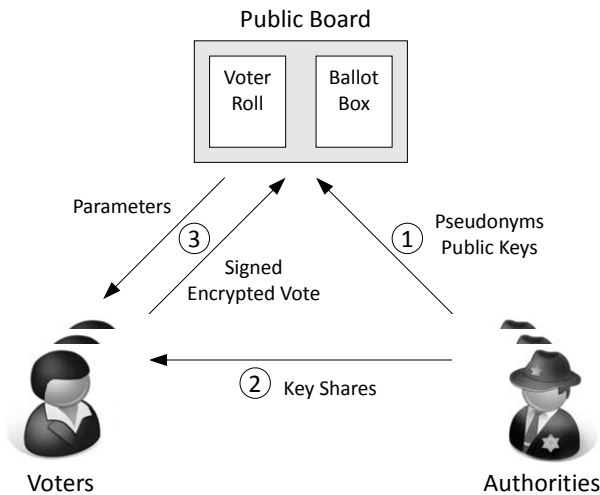 Public Board
Voter
Roll
Ballot
Box
Parameters
3
Signed
Encrypted Vote
1
Pseudonyms
Public Keys
2
Key Shares
Voters
Authorities